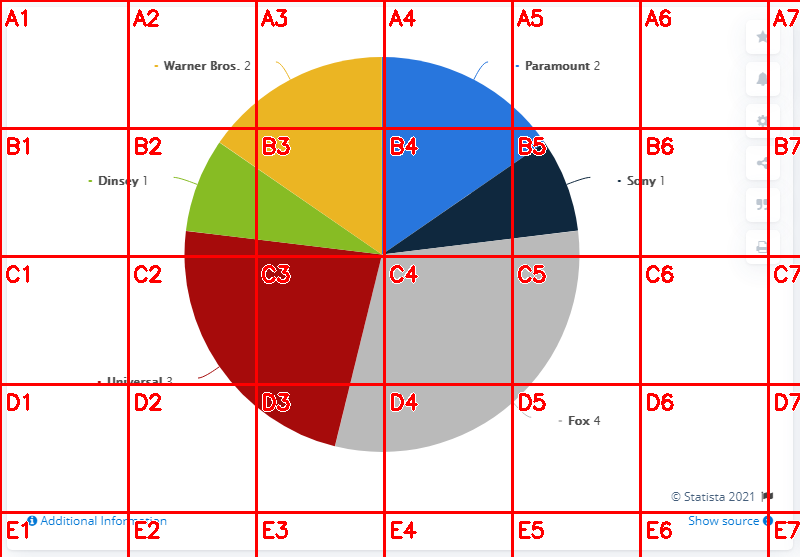 A1 A2 A3 A4 A5 A6 A7
Warner Bros. 2
Paramount 2
B1 B2 B3 B4 B5 B6 B7
Dinsey 1
Sony 1
C1 C2 C3 C4 C5 C6 C7
Universal 3
D1 D2 D3 D4 D5 D6 D7
Fox 4
© Statista 2021
Additional Information
Show source
E1 E2 E3 E4 E5 E6 E7